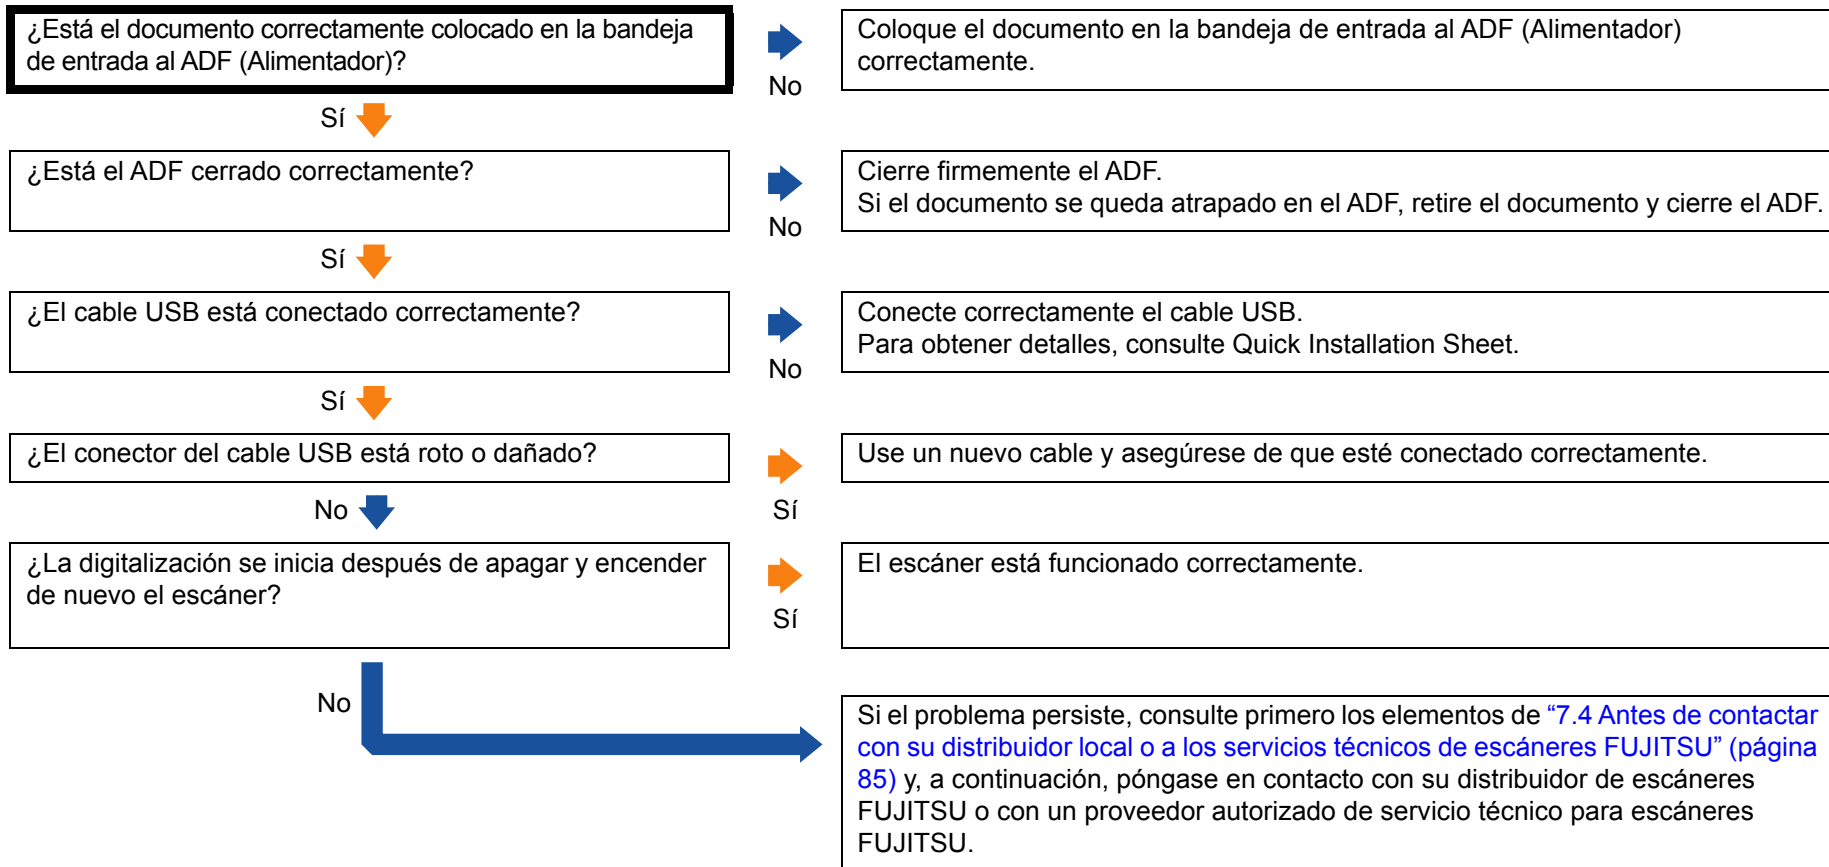 ¿Está el documento correctamente colocado en la bandeja
de entrada al ADF (Alimentador)?
No
Coloque el documento en la bandeja de entrada al ADF (Alimentador)
correctamente.
Sí
¿Está el ADF cerrado correctamente?
No
Cierre firmemente el ADF.
Si el documento se queda atrapado en el ADF, retire el documento y cierre el ADF.
Sí
¿El cable USB está conectado correctamente?
No
Conecte correctamente el cable USB.
Para obtener detalles, consulte Quick Installation Sheet.
Sí
¿El conector del cable USB está roto o dañado?
Sí
Use un nuevo cable y asegúrese de que esté conectado correctamente.
No
¿La digitalización se inicia después de apagar y encender
de nuevo el escáner?
Sí
El escáner está funcionado correctamente.
No
Si el problema persiste, consulte primero los elementos de “7.4 Antes de contactar
con su distribuidor local o a los servicios técnicos de escáneres FUJITSU” (página
85) y, a continuación, póngase en contacto con su distribuidor de escáneres
FUJITSU o con un proveedor autorizado de servicio técnico para escáneres
FUJITSU.